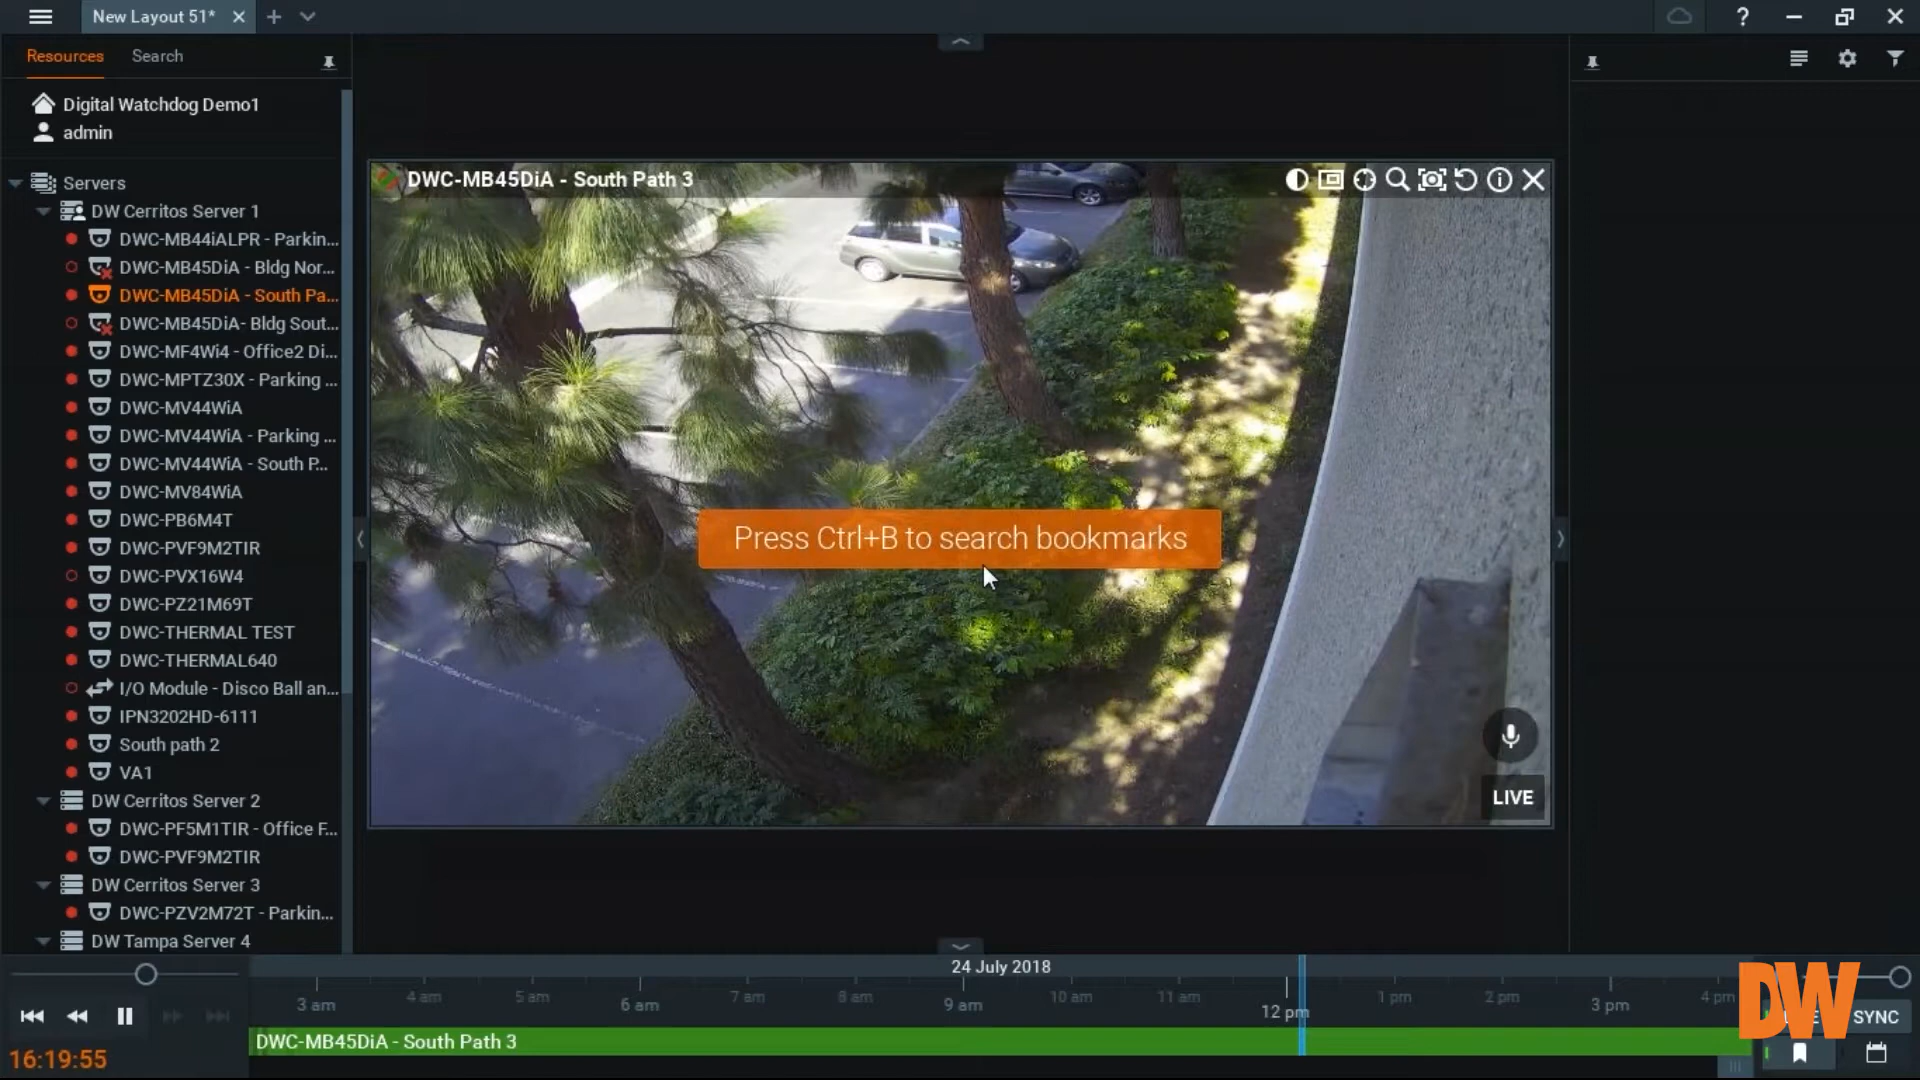 New Layout 51*
Resources
Search
Digital Watchdog Demo1
admin
Servers
DW Cerritos Server 1
DWC-MB44iALPR - Parkin...
DWC-MB45DiA - Bldg Nor...
DWC-MB45DiA - South Pa...
DWC-MB45DiA- Bldg Sout...
DWC-MF4Wi4 - Office2 Di...
DWC-MPTZ30X - Parking ...
DWC-MV44WiA
DWC-MV44WiA - Parking ...
DWC-MV44WiA - South P...
DWC-MV84WiA
DWC-PB6M4T
DWC-PVF9M2TIR
DWC-PVX16W4
DWC-PZ21M69T
DWC-THERMAL TEST
DWC-THERMAL640
I/O Module - Disco Ball an...
IPN3202HD-6111
South path 2
VA1
DW Cerritos Server 2
DWC-PF5M1TIR - Office F...
DWC-PVF9M2TIR
DW Cerritos Server 3
DWC-PZV2M72T - Parkin...
DW Tampa Server 4
DWC-MB45DiA - South Path 3
Press Ctrl+B to search bookmarks
LIVE
24 July 2018
3 am 4 am 5 am 6 am 7 am 8 am 9 am 10 am 11 am 12 pm 1 pm 2 pm 3 pm 4 pm
DWC-MB45DiA - South Path 3
16:19:55
DW
SYNC